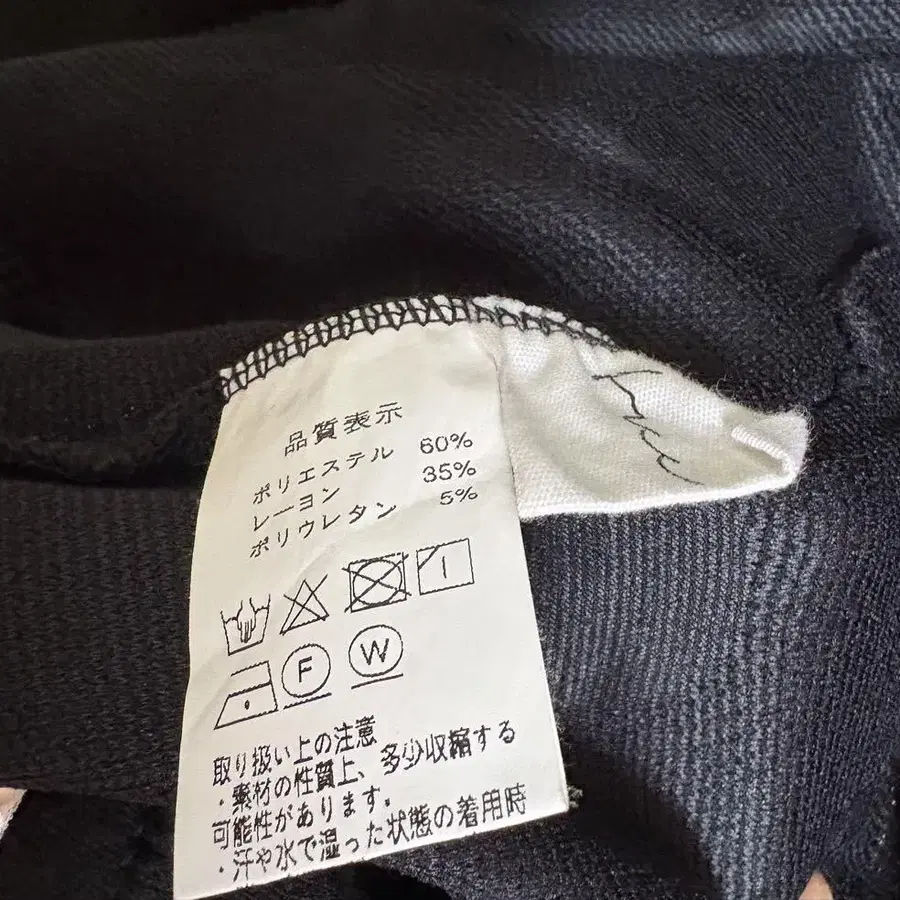 品質表示
ポリエステル 60%
レーヨン 35%
ポリウレタン 5%
F W
取り扱い上の注意
・素材の性質上、多少収縮する
可能性があります。
・汗や水で湿った状態の着用時